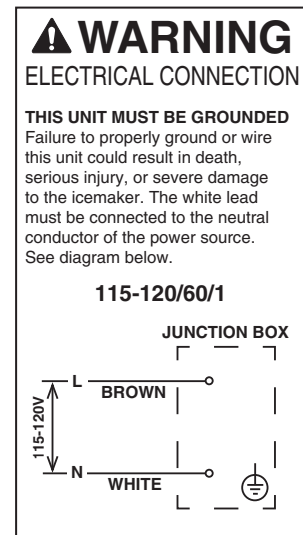 WARNING
ELECTRICAL CONNECTION
THIS UNIT MUST BE GROUNDED
Failure to properly ground or wire
this unit could result in death,
serious injury, or severe damage
to the icemaker. The white lead
must be connected to the neutral
conductor of the power source.
See diagram below.
115-120/60/1
JUNCTION BOX
L
BROWN
115-120V
N
WHITE